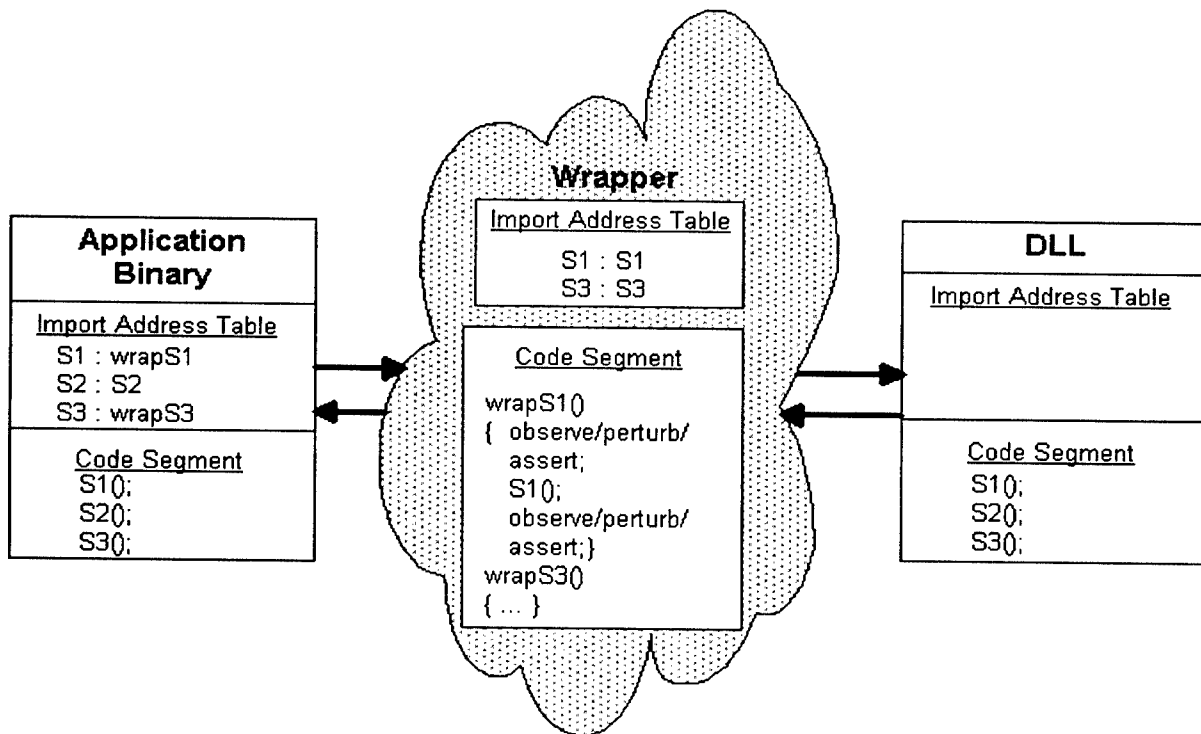 Application
Binary
Import Address Table
S1 : wrapS1
S2 : S2
S3 : wrapS3
Code Segment
S1();
S2();
S3();
Wrapper
Import Address Table
S1 : S1
S3 : S3
Code Segment
wrapS1()
{ observe/perturb/
assert;
S1();
observe/perturb/
assert;}
wrapS3()
{ ... }
DLL
Import Address Table
Code Segment
S1();
S2();
S3();